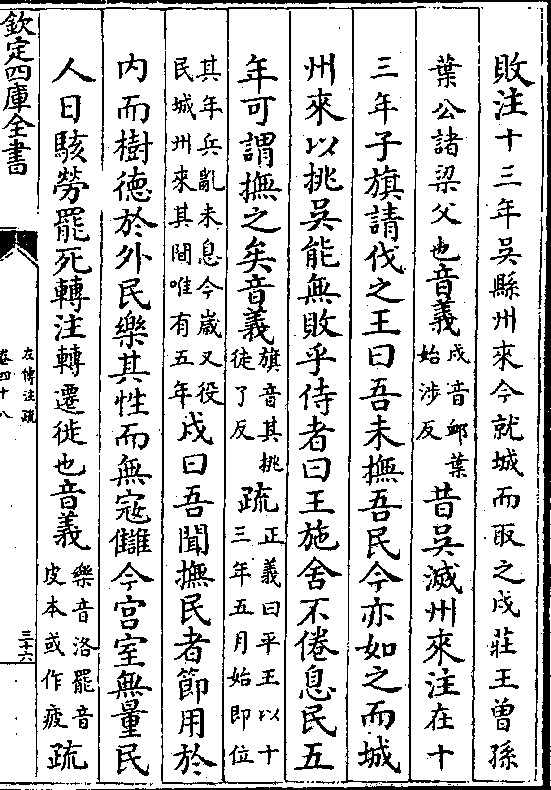 敗注十三年吳縣州來今就城而取之戍莊王曾孫
葉公諸梁父也音義戍音䘏葉始涉反昔吳滅州來注在十
三年子旗請伐之王曰吾未撫吾民今亦如之而城
州來以挑吳能無敗乎侍者曰王施舍不倦息民五
年可謂撫之矣音義旗音其挑徒了反疏正義曰平王以十三年五月始即位
其年兵亂未息今歳又役民城州來其間唯有五年戍曰吾聞撫民者節用於
内而樹德於外民樂其性而無寇讎今宫室無量民
人日駭勞罷死轉注轉遷徙也音義樂音洛罷音皮本或作疲疏
欽定四庫全書
左傳注疏
卷四十八
三十六